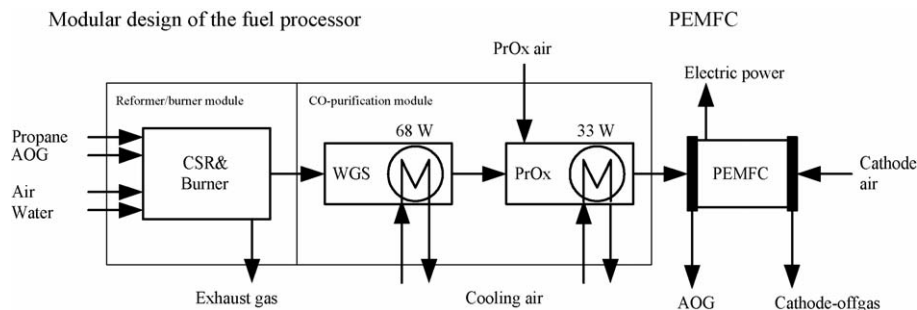 Modular design of the fuel processor
PEMFC
PrOx air
Electric power
Reformer/burner module
CO-purification module
68 W
33 W
Propane
AOG
CSR&
Burner
WGS
PrOx
PEMFC
Cathode
air
Air
Water
Exhaust gas
Cooling air
AOG
Cathode-offgas